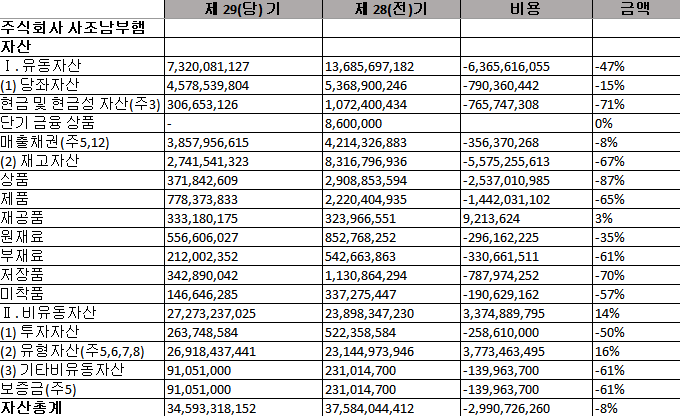 제 29(당) 기 제 28(전)기 비용 금액
주식회사 사조남부햄
자산
Ⅰ. 유동자산 7,320,081,127 13,685,697,182 -6,365,616,055 -47%
(1) 당좌자산 4,578,539,804 5,368,900,246 -790,360,442 -15%
현금 및 현금성 자산(주3) 306,653,126 1,072,400,434 -765,747,308 -71%
단기 금융 상품 - 8,600,000 0%
매출채권(주5,12) 3,857,956,615 4,214,326,883 -356,370,268 -8%
(2) 재고자산 2,741,541,323 8,316,796,936 -5,575,255,613 -67%
상품 371,842,609 2,908,853,594 -2,537,010,985 -87%
제품 778,373,833 2,220,404,935 -1,442,031,102 -65%
재공품 333,180,175 323,966,551 9,213,624 3%
원재료 556,606,027 852,768,252 -296,162,225 -35%
부재료 212,002,352 542,663,863 -330,661,511 -61%
저장품 342,890,042 1,130,864,294 -787,974,252 -70%
미착품 146,646,285 337,275,447 -190,629,162 -57%
Ⅱ. 비유동자산 27,273,237,025 23,898,347,230 3,374,889,795 14%
(1) 투자자산 263,748,584 522,358,584 -258,610,000 -50%
(2) 유형자산(주5,6,7,8) 26,918,437,441 23,144,973,946 3,773,463,495 16%
(3) 기타비유동자산 91,051,000 231,014,700 -139,963,700 -61%
보증금(주5) 91,051,000 231,014,700 -139,963,700 -61%
자산총계 34,593,318,152 37,584,044,412 -2,990,726,260 -8%